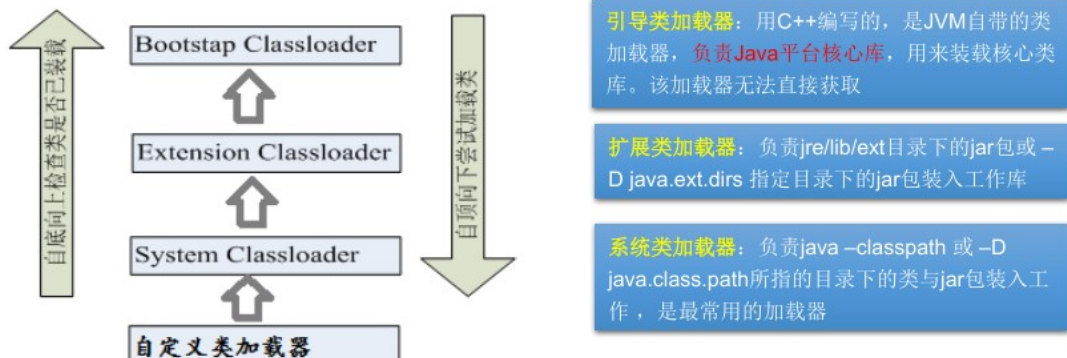 自底向上检查类是否已装载
Bootstap Classloader
Extension Classloader
System Classloader
自定义类加载器
自顶向下尝试加载类
引导类加载器：用C++编写的，是JVM自带的类
加载器，负责Java平台核心库，用来装载核心类
库。该加载器无法直接获取
扩展类加载器：负责jre/lib/ext目录下的jar包或 –
D java.ext.dirs 指定目录下的jar包装入工作库
系统类加载器：负责java –classpath 或 –D
java.class.path所指的目录下的类与jar包装入工
作 ，是最常用的加载器